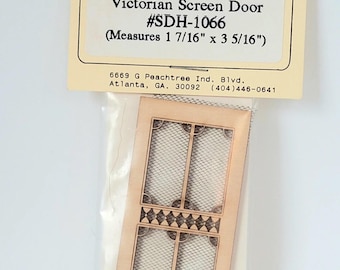 Victorian Screen Door
#SDH-1066
(Measures 1 7/16" x 3 5/16")
6669 G Peachtree Ind. Blvd.
Atlanta, GA. 30092 (404)446-0641